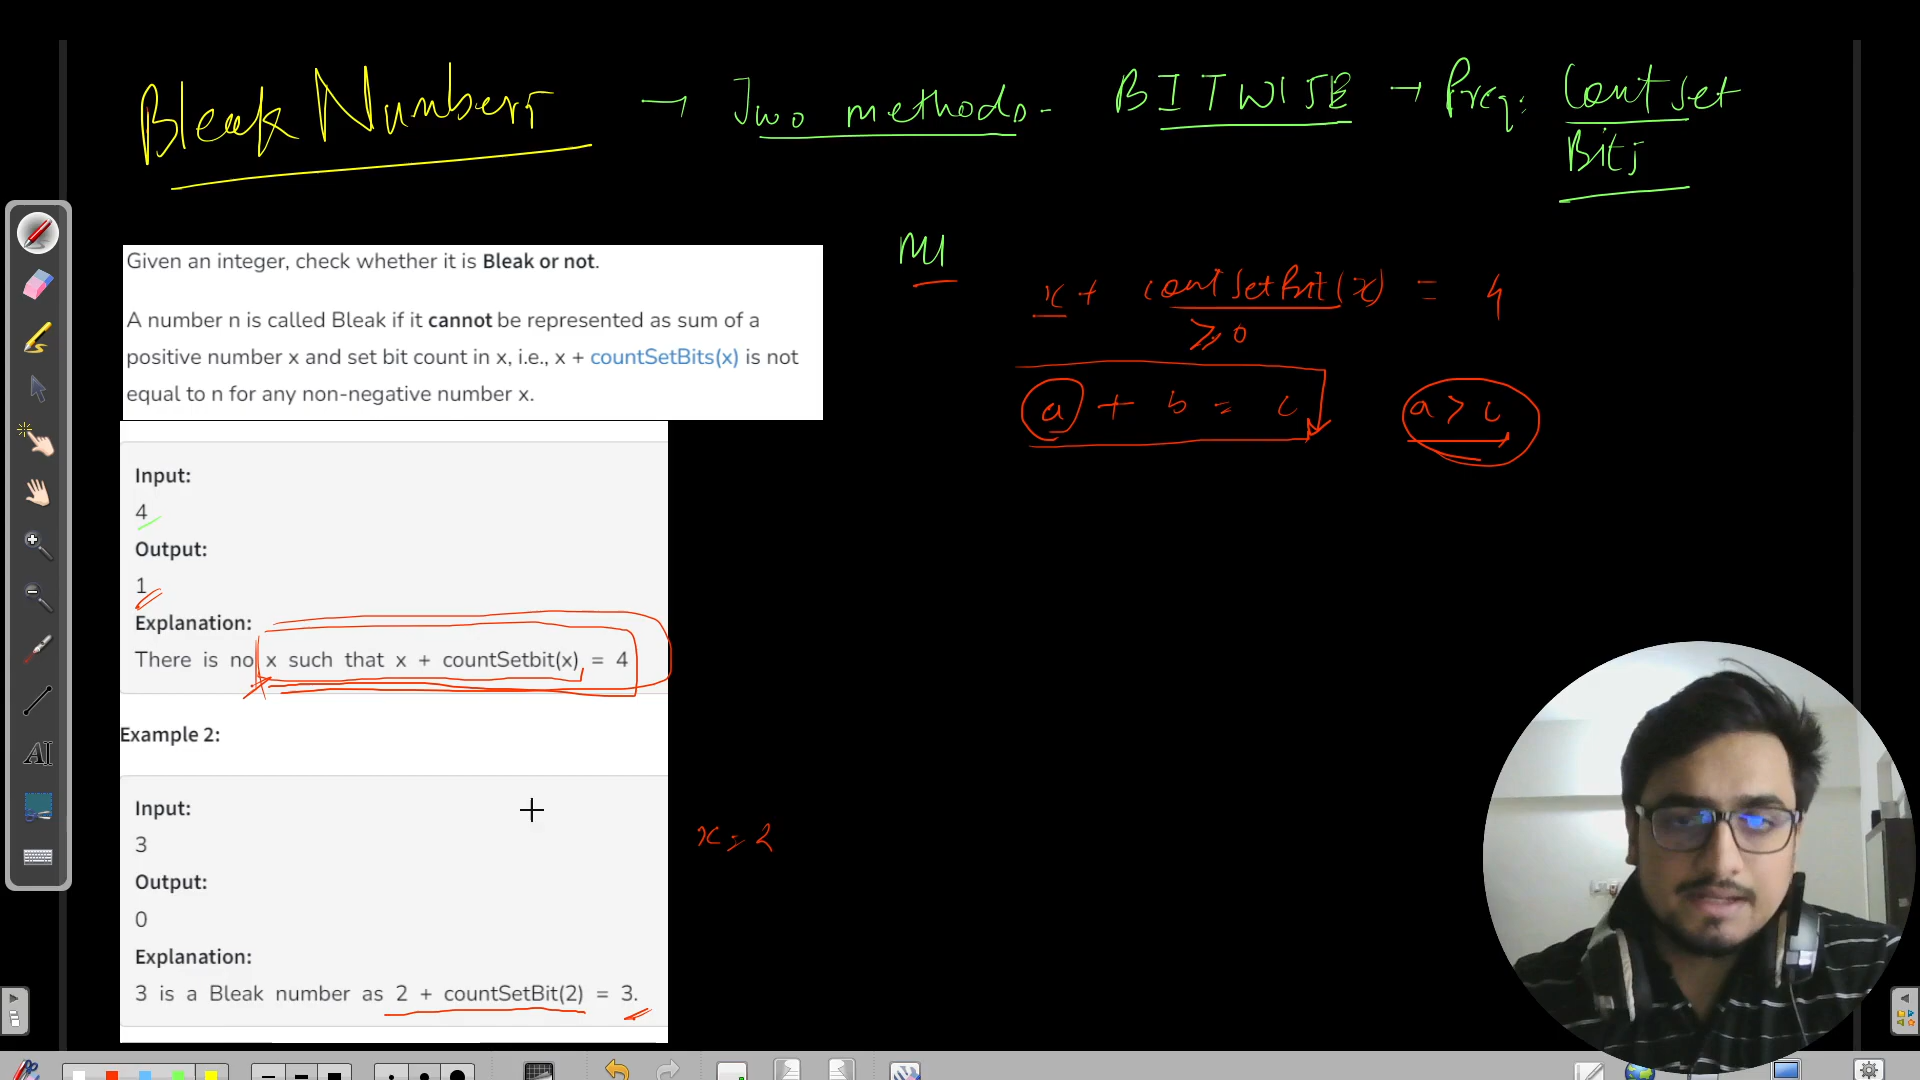 Bleak Numbers → Two methods - BITWISE → Preq: Count Set
Bits
Given an integer, check whether it is Bleak or not.
A number n is called Bleak if it cannot be represented as sum of a
positive number x and set bit count in x, i.e., x + countSetBits(x) is not
equal to n for any non-negative number x.
M1
x + countSetBit(x) = 4
≥ 0
a + b = c
a > c
Input:
4
Output:
1
Explanation:
There is no x such that x + countSetbit(x) = 4
Example 2:
Input:
3
Output:
0
Explanation:
3 is a Bleak number as 2 + countSetBit(2) = 3.
x = 2
AI